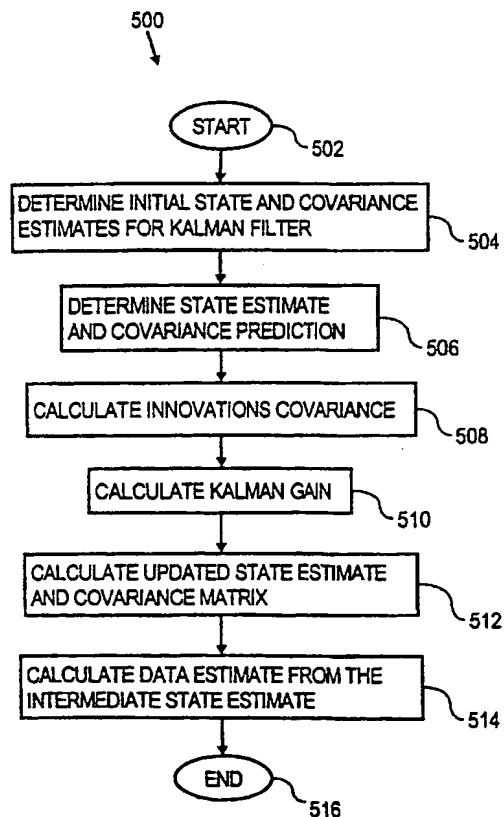 500
START
502
DETERMINE INITIAL STATE AND COVARIANCE
ESTIMATES FOR KALMAN FILTER
504
DETERMINE STATE ESTIMATE
AND COVARIANCE PREDICTION
506
CALCULATE INNOVATIONS COVARIANCE
508
CALCULATE KALMAN GAIN
510
CALCULATE UPDATED STATE ESTIMATE
AND COVARIANCE MATRIX
512
CALCULATE DATA ESTIMATE FROM THE
INTERMEDIATE STATE ESTIMATE
514
END
516